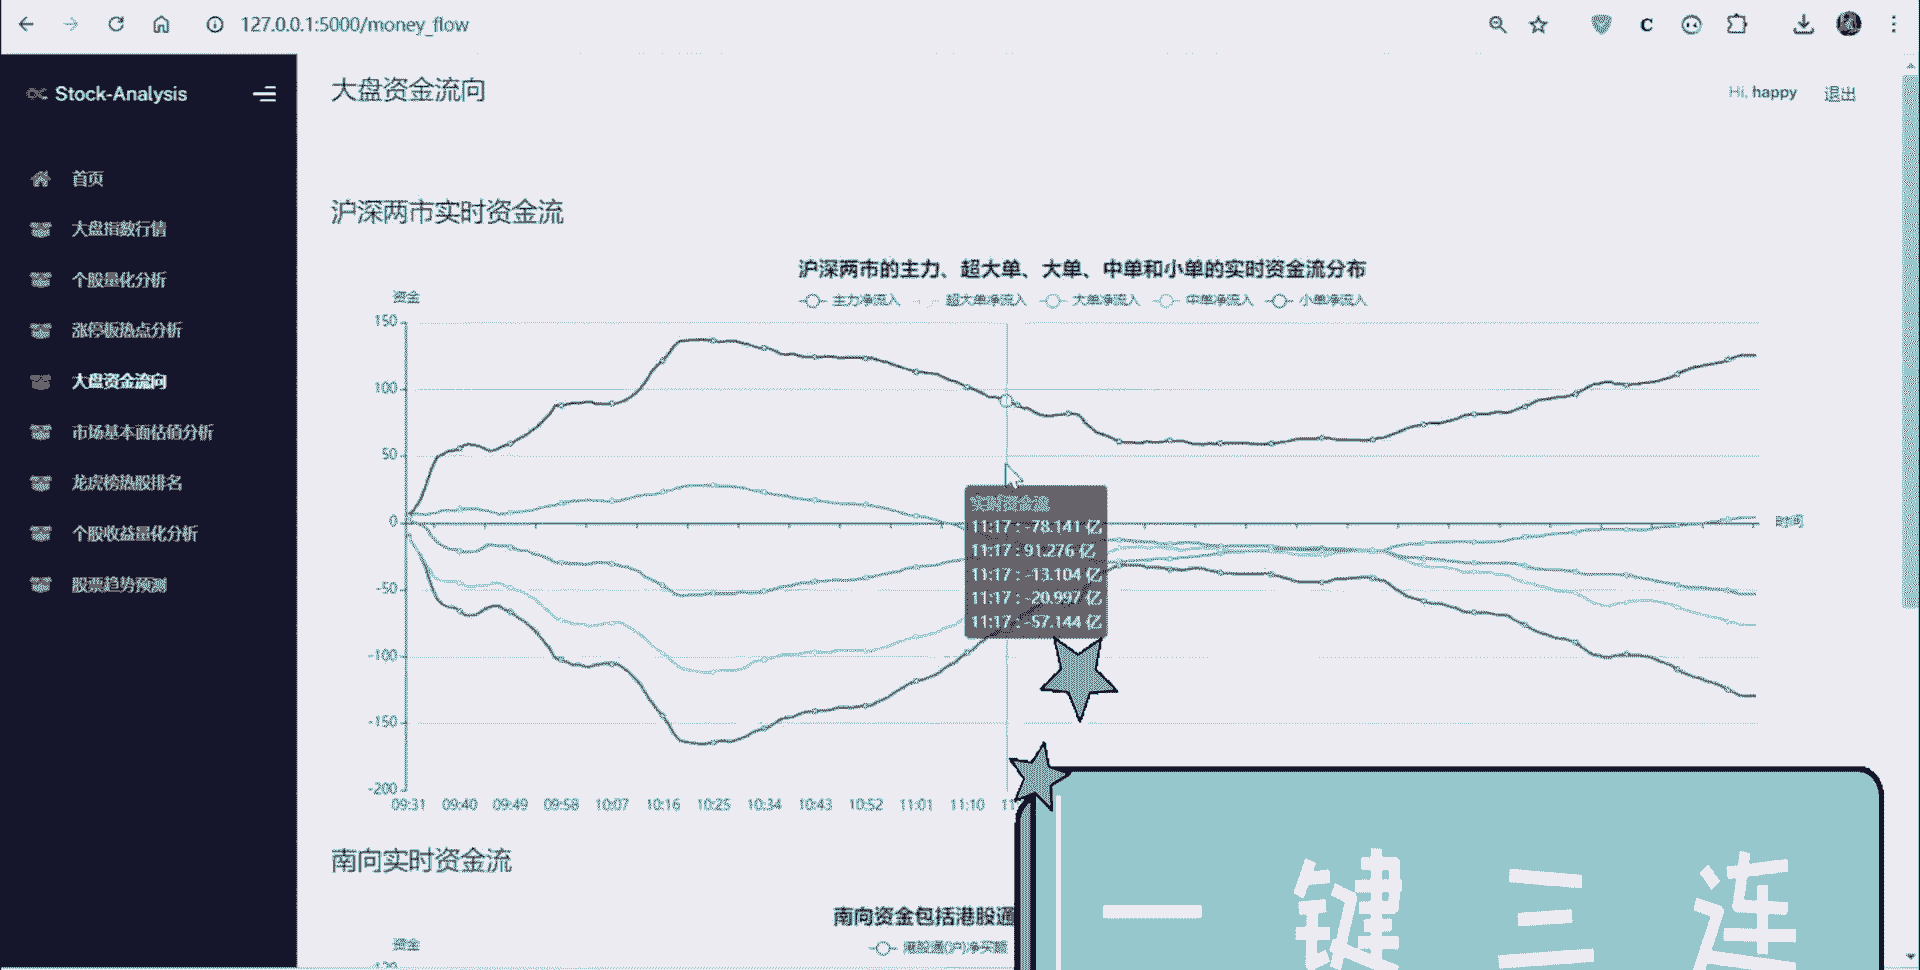 127.0.0.1:5000/money_flow
Stock-Analysis
首页
大盘指数行情
个股量化分析
涨停板热点分析
大盘资金流向
市场基本面估值分析
龙虎榜热股排名
个股收益量化分析
股票趋势预测
大盘资金流向
Hi, happy
退出
沪深两市实时资金流
沪深两市的主力、超大单、大单、中单和小单的实时资金流分布
主力净流入 超大单净流入 大单净流入 中单净流入 小单净流入
资金
150
100
50
0
-50
-100
-150
-200
时间
实时资金流
11:17 : -78.141 亿
11:17 : 91.276 亿
11:17 : -13.104 亿
11:17 : -20.997 亿
11:17 : -57.144 亿
09:31 09:40 09:49 09:58 10:07 10:16 10:25 10:34 10:43 10:52 11:01 11:10 11
南向实时资金流
南向资金包括港股通
港股通(沪)净买额
资金
120
一键三连